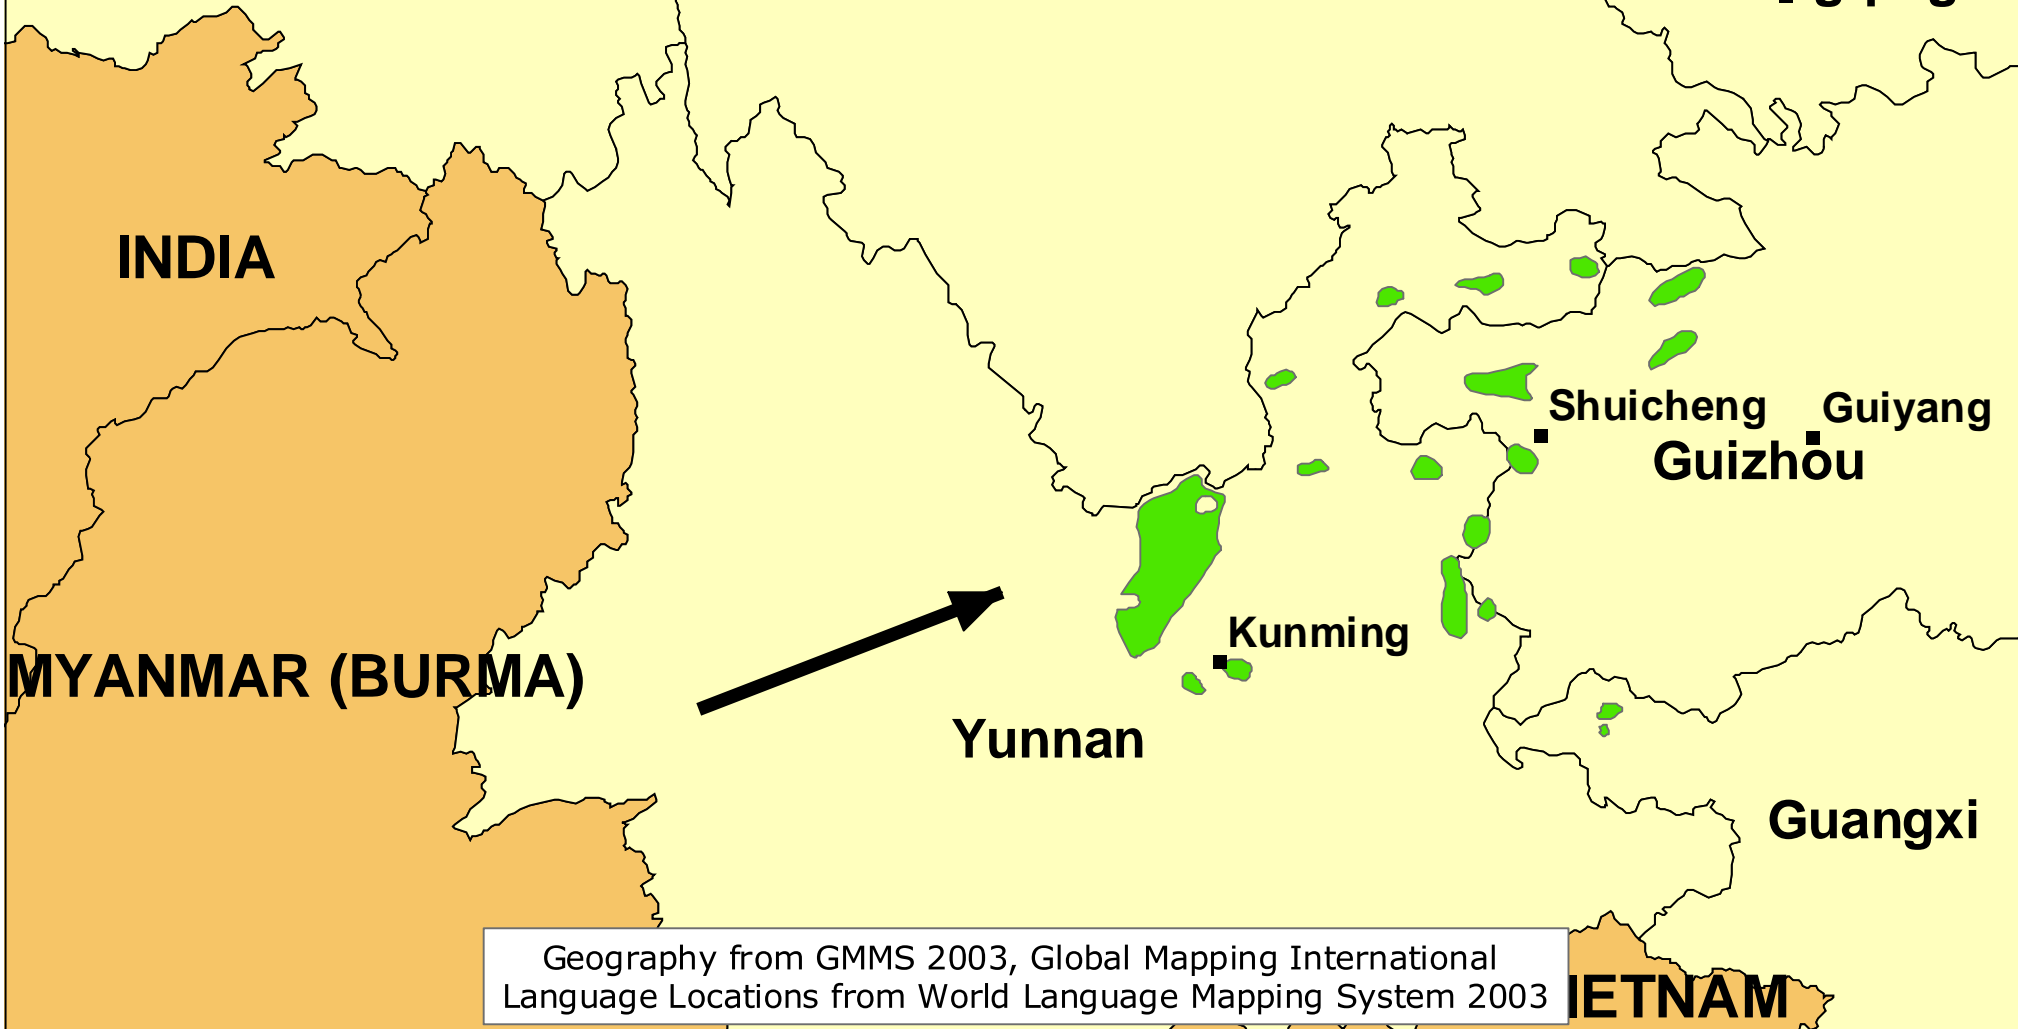 INDIA
Shuicheng
Guiyang
Guizhou
Kunming
MYANMAR (BURMA)
Yunnan
Guangxi
Geography from GMMS 2003, Global Mapping International
Language Locations from World Language Mapping System 2003
IETNAM